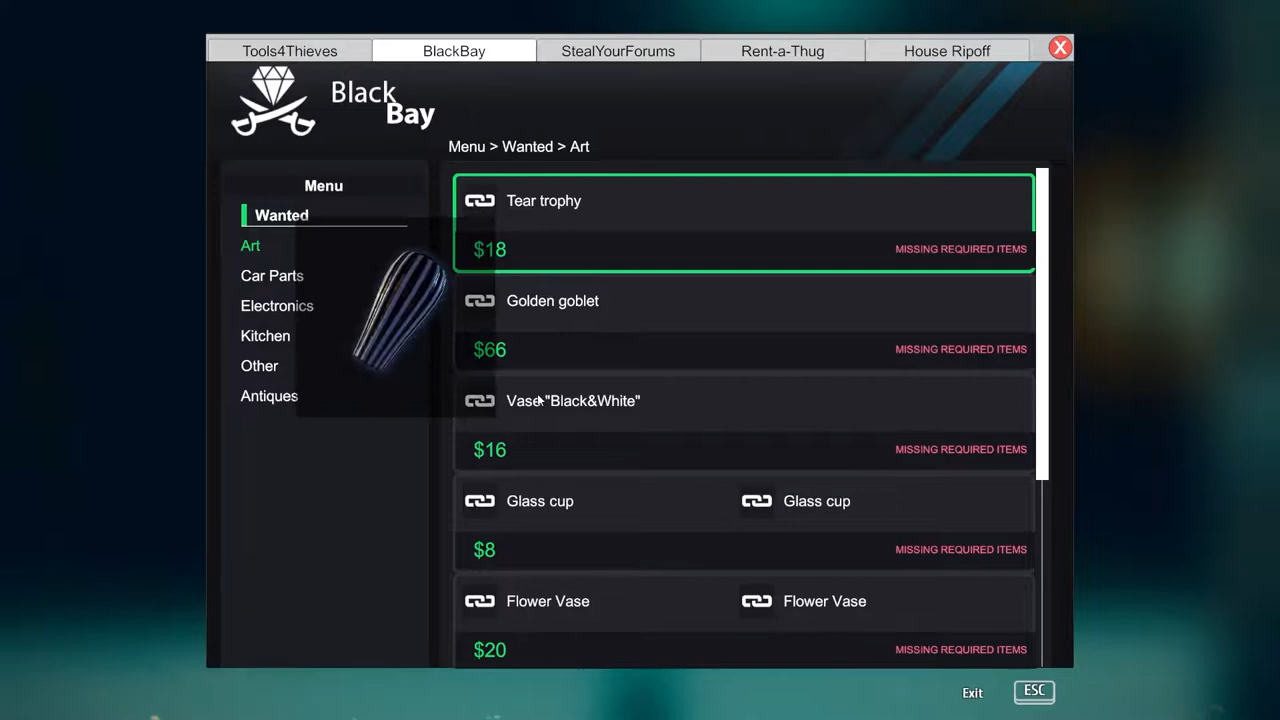 Tools4Thieves
BlackBay
StealYourForums
Rent-a-Thug
House Ripoff
X
Black
Bay
Menu > Wanted > Art
Menu
Wanted
Art
Car Parts
Electronics
Kitchen
Other
Antiques
Tear trophy
$18 MISSING REQUIRED ITEMS
Golden goblet
$66 MISSING REQUIRED ITEMS
Vase "Black&White"
$16 MISSING REQUIRED ITEMS
Glass cup Glass cup
$8 MISSING REQUIRED ITEMS
Flower Vase Flower Vase
$20 MISSING REQUIRED ITEMS
Exit ESC